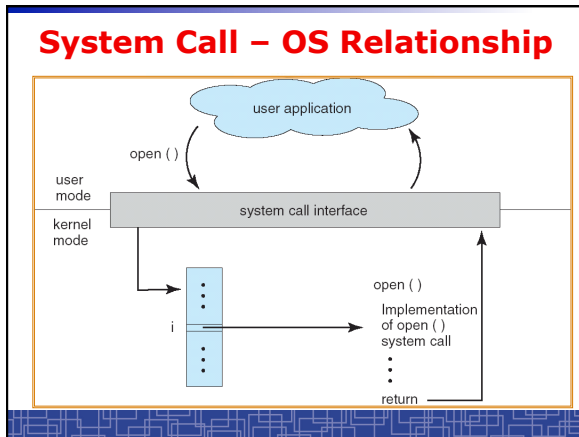 System Call – OS Relationship
user application
open ( )
user
mode
system call interface
kernel
mode
i
open ( )
Implementation
of open ( )
system call
return